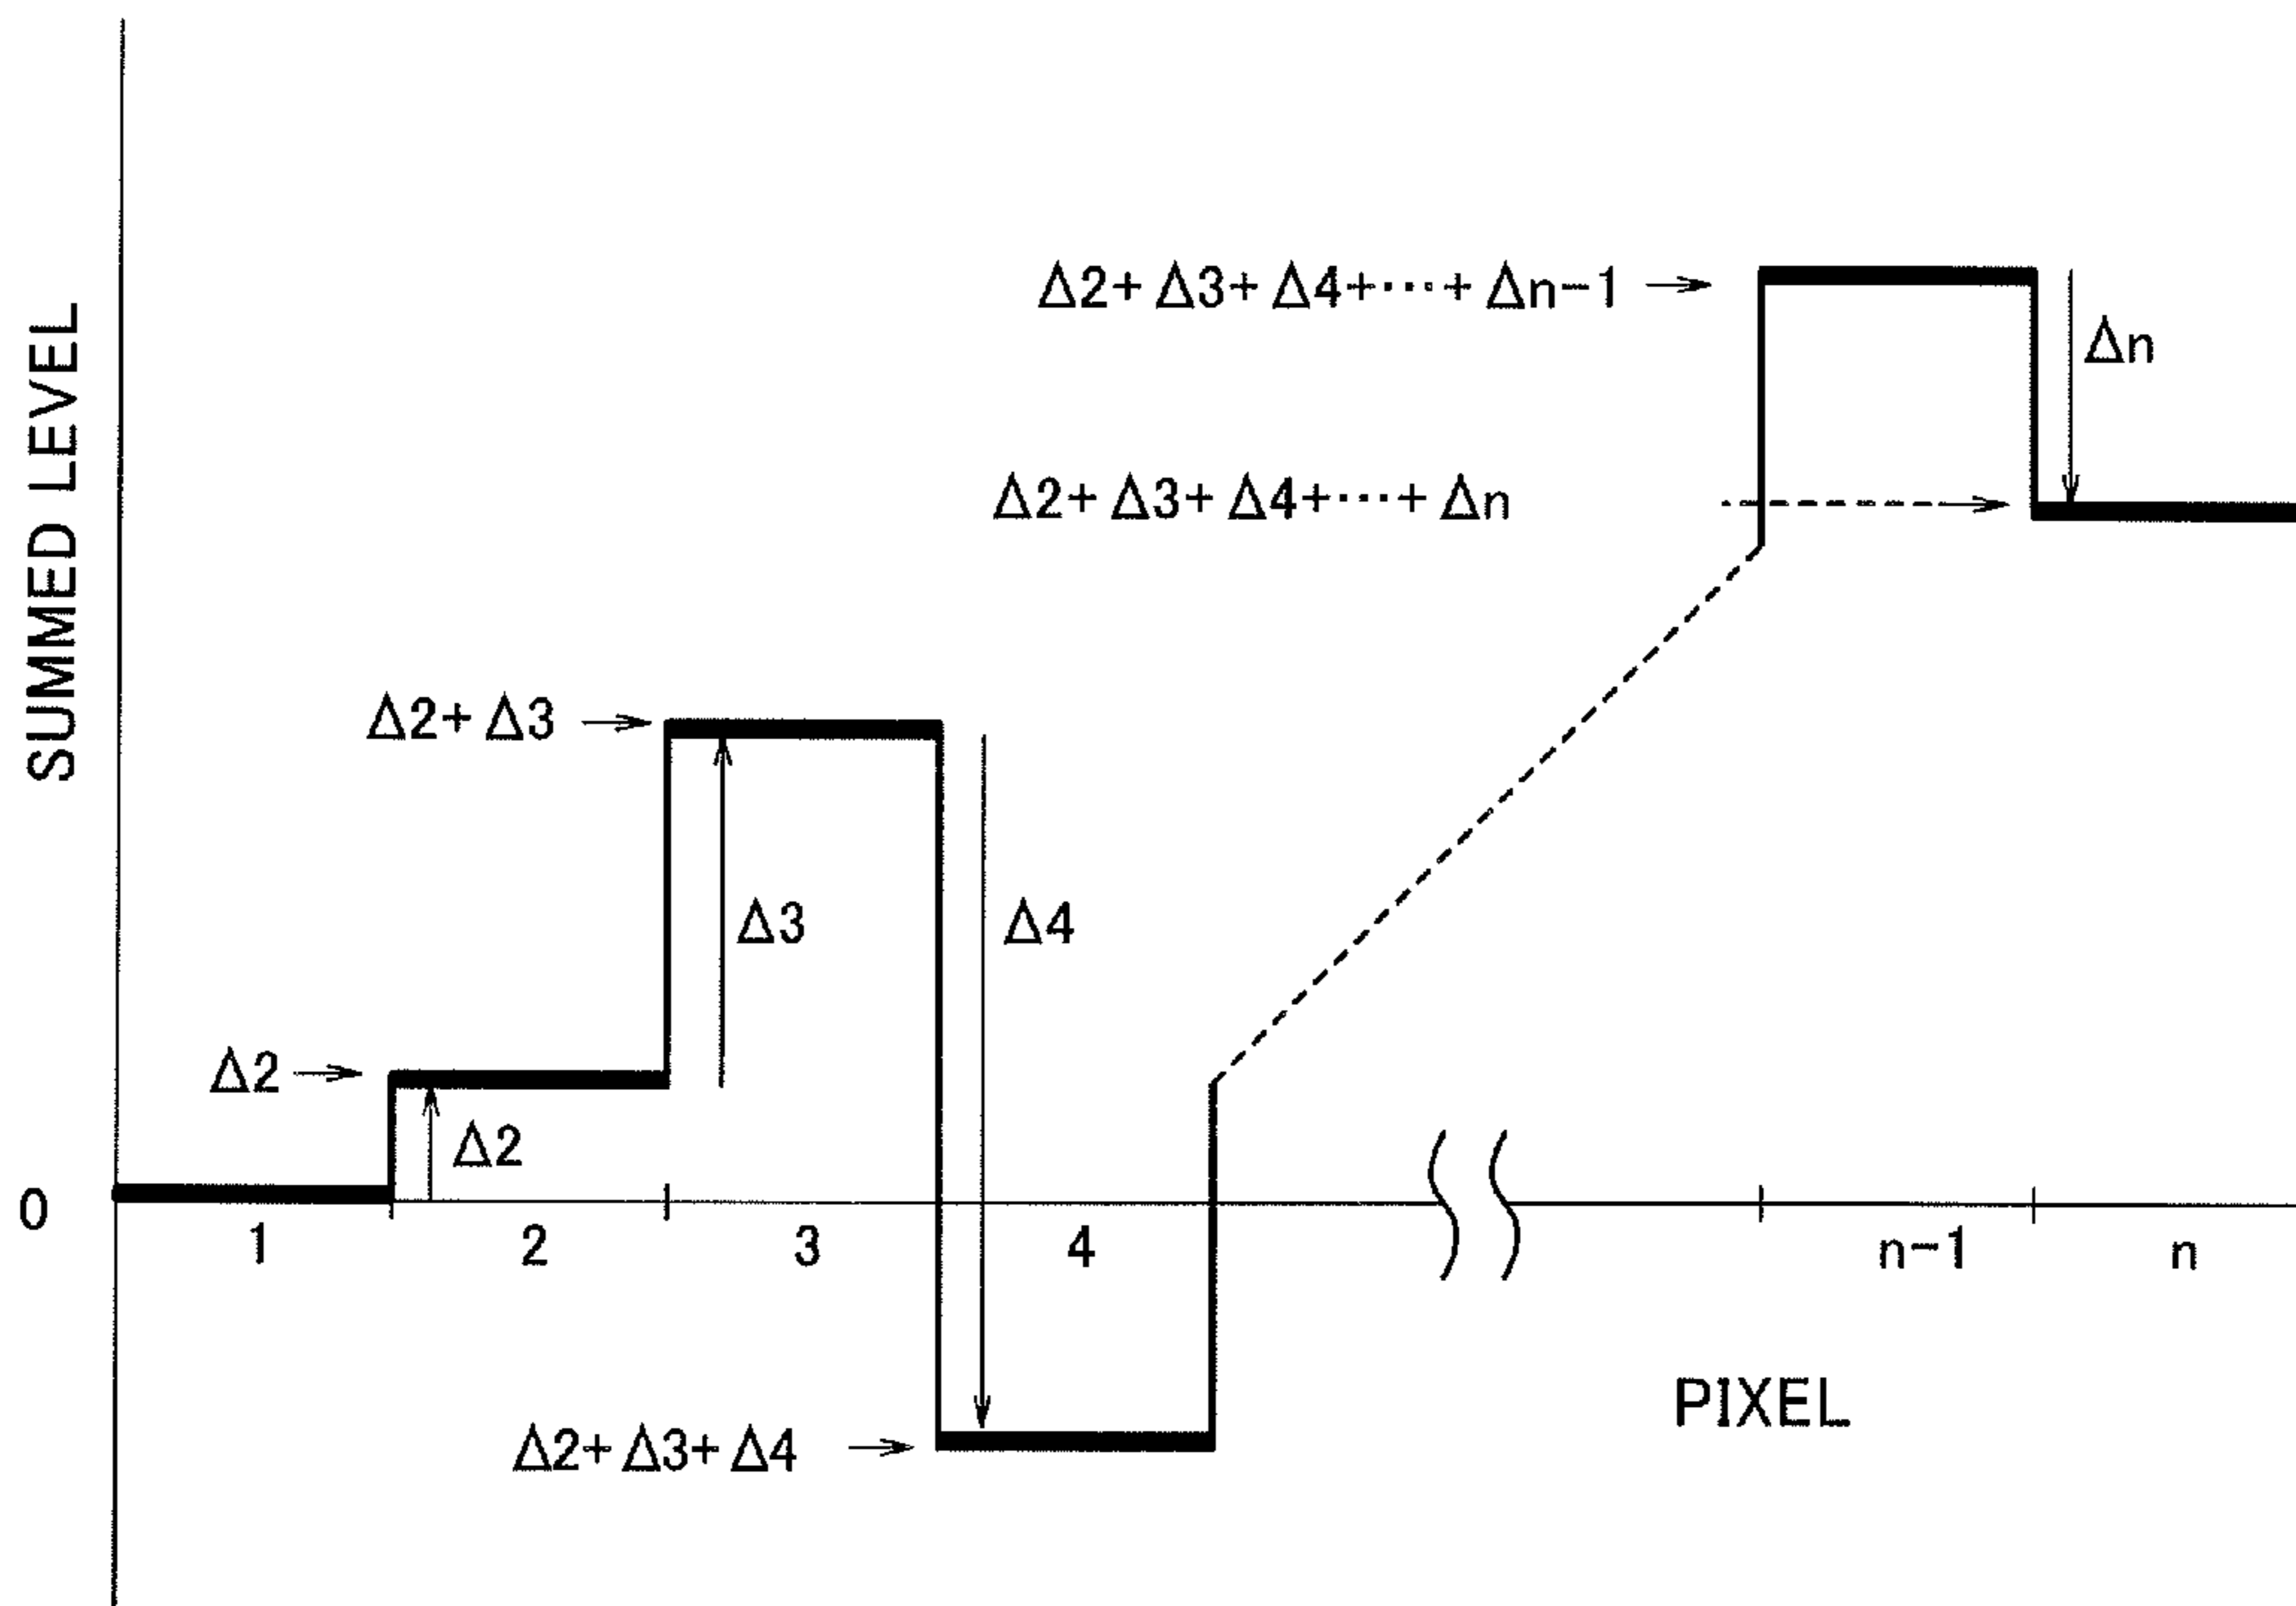 SUMMED LEVEL
Δ2+Δ3+Δ4+···+Δn-1
Δn
Δ2+Δ3+Δ4+···+Δn
Δ2+Δ3
Δ3
Δ4
Δ2
Δ2
0
1
2
3
4
n-1
n
PIXEL
Δ2+Δ3+Δ4